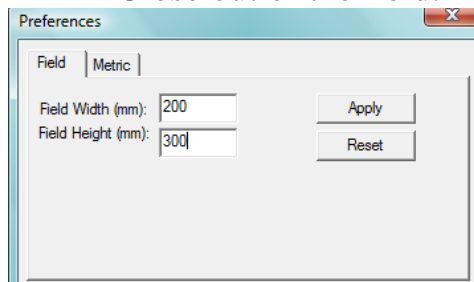 Preferences
Field Metric
Field Width (mm): 200 Apply
Field Height (mm): 300 Reset